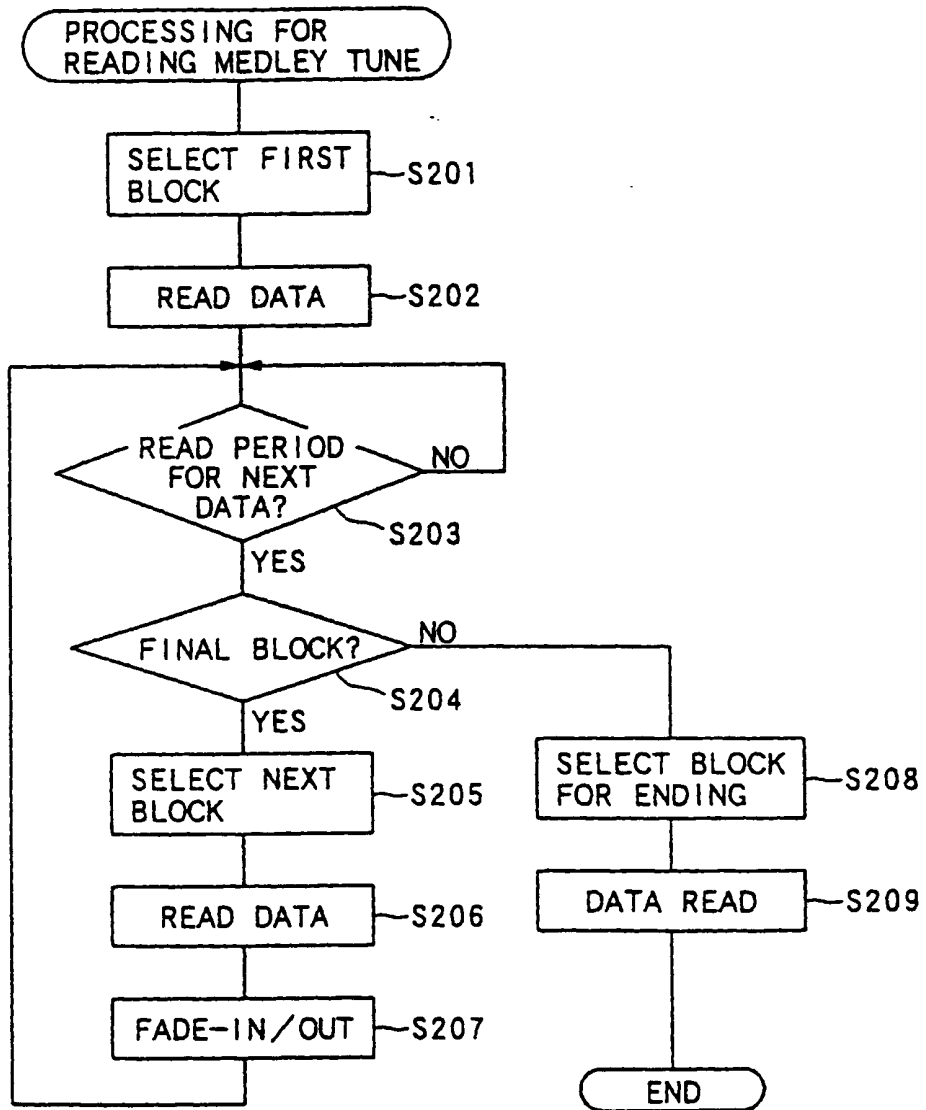 PROCESSING FOR
READING MEDLEY TUNE
SELECT FIRST
BLOCK
S201
READ DATA
S202
READ PERIOD
FOR NEXT
DATA?
NO
S203
YES
FINAL BLOCK?
NO
S204
YES
SELECT NEXT
BLOCK
S205
READ DATA
S206
FADE-IN/OUT
S207
SELECT BLOCK
FOR ENDING
S208
DATA READ
S209
END